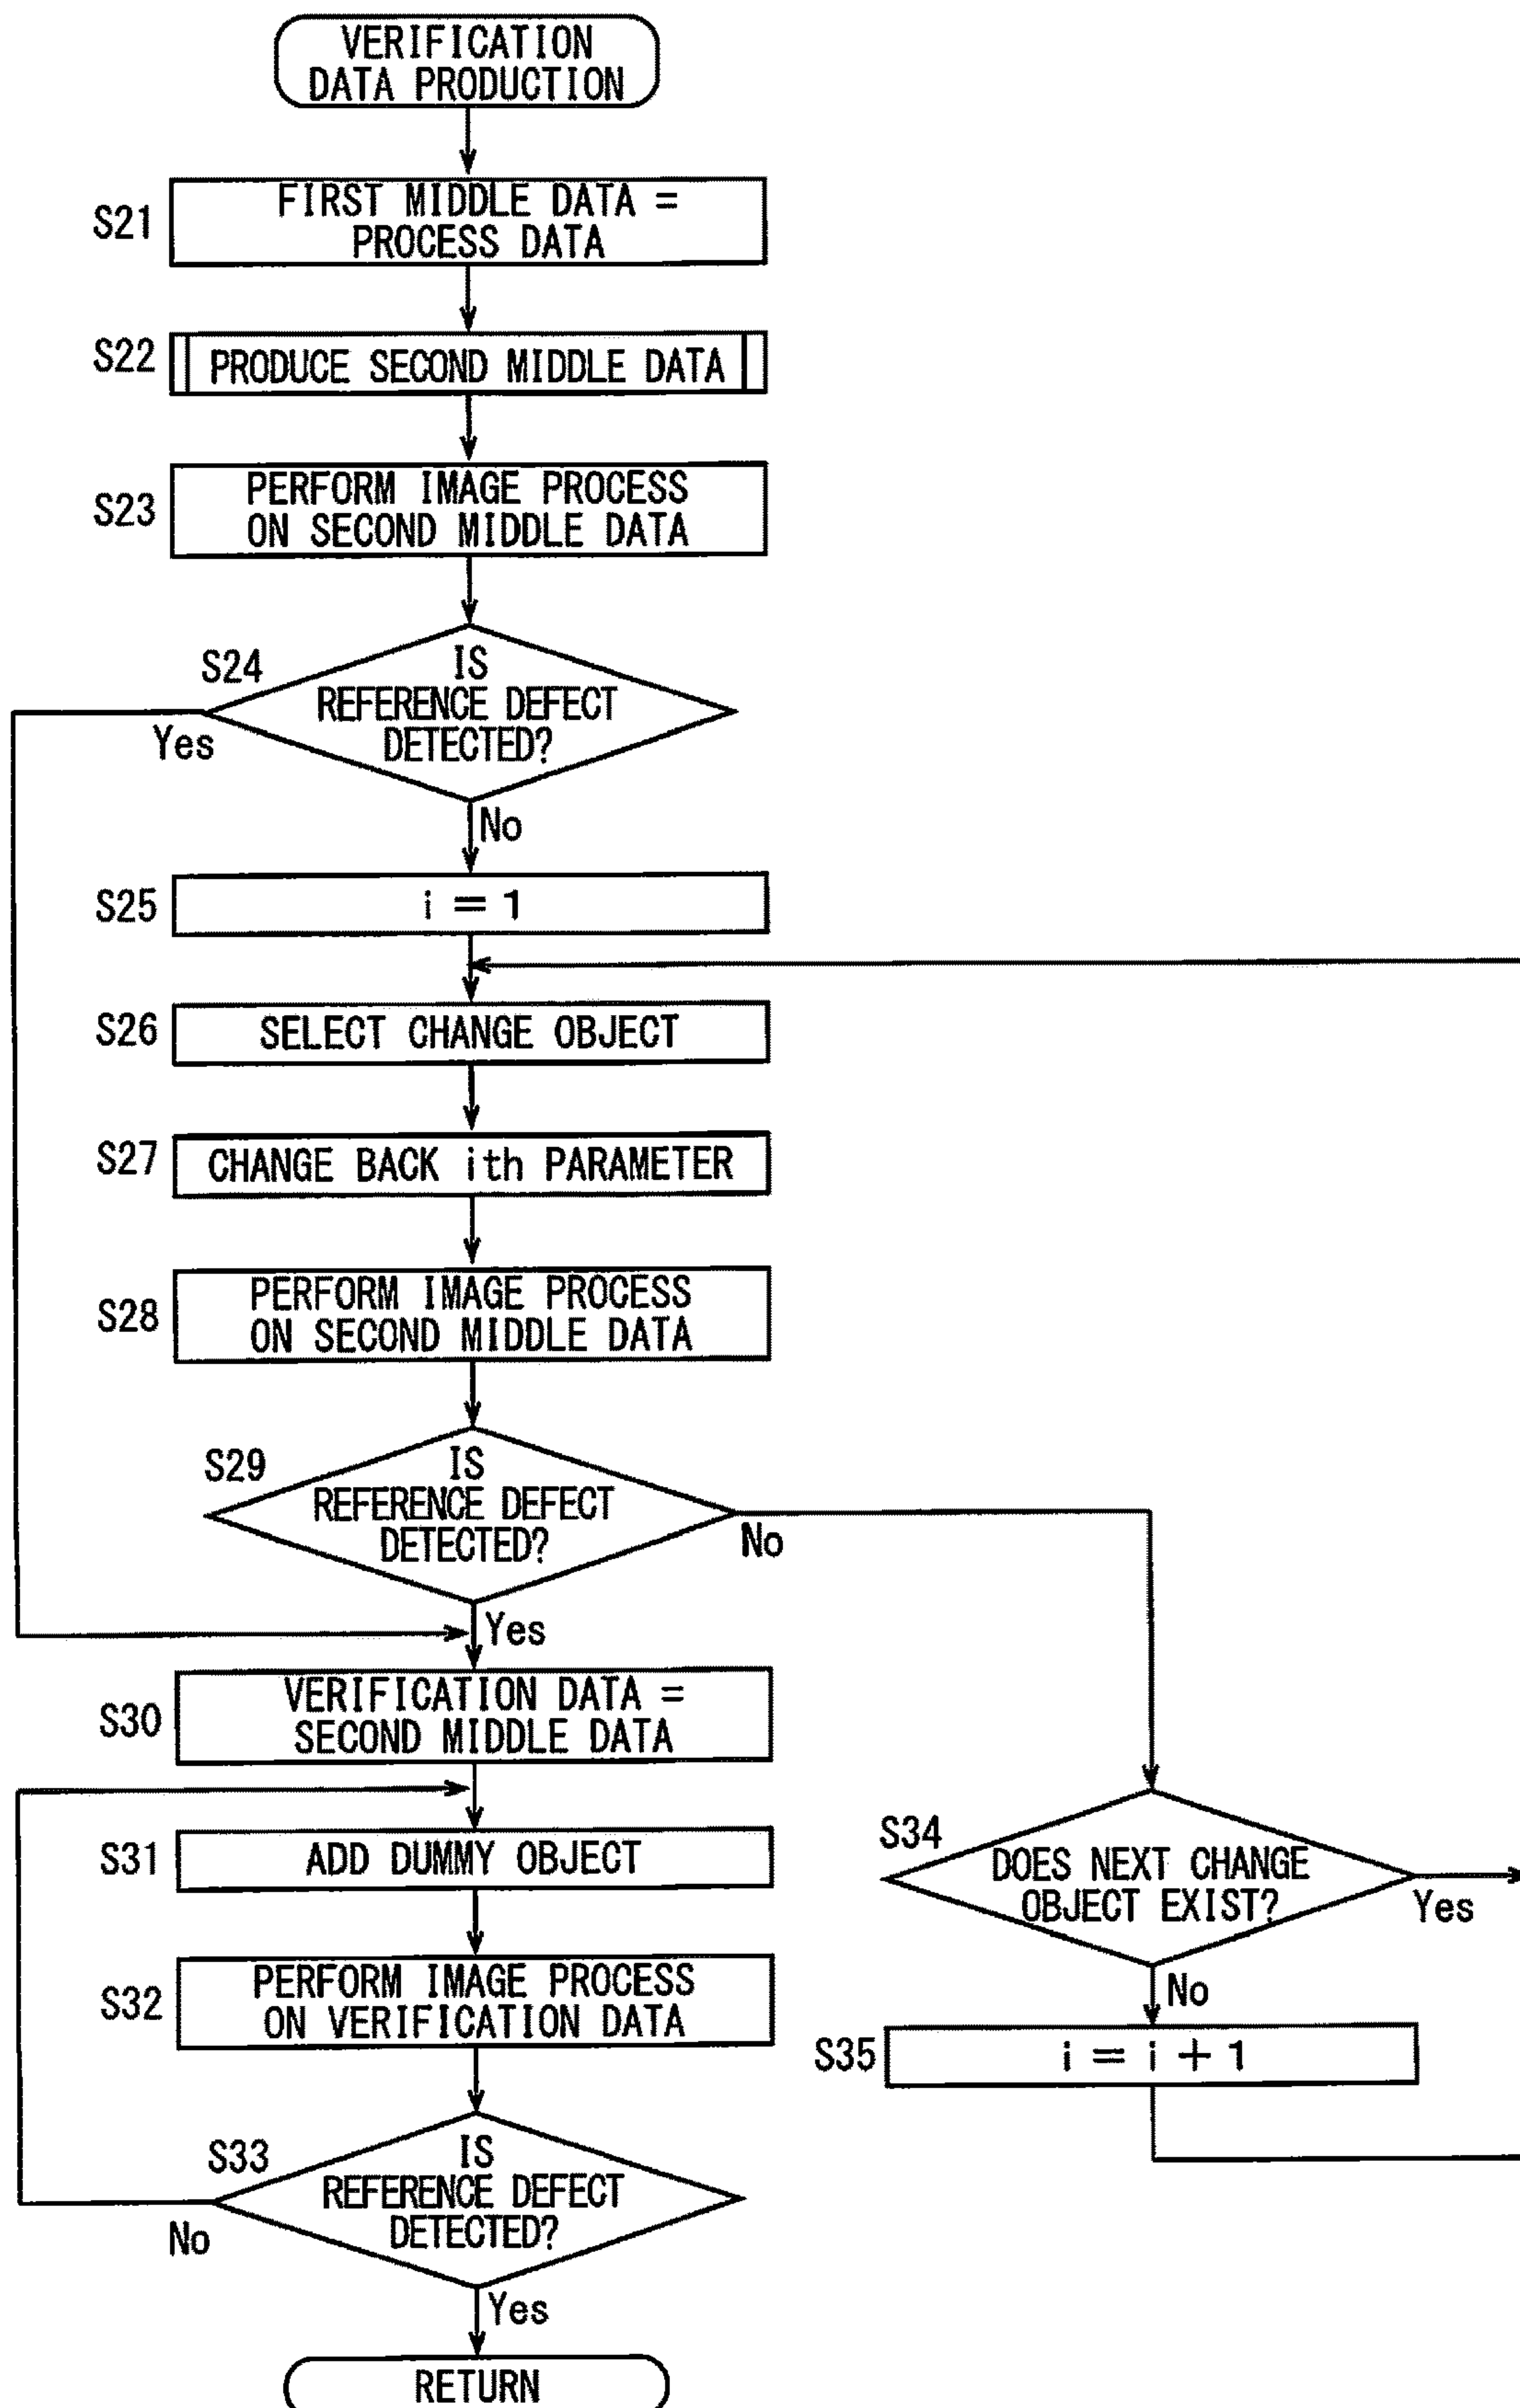 VERIFICATION
DATA PRODUCTION
S21
FIRST MIDDLE DATA =
PROCESS DATA
S22
PRODUCE SECOND MIDDLE DATA
S23
PERFORM IMAGE PROCESS
ON SECOND MIDDLE DATA
S24
IS
REFERENCE DEFECT
DETECTED?
Yes
No
S25
i = 1
S26
SELECT CHANGE OBJECT
S27
CHANGE BACK ith PARAMETER
S28
PERFORM IMAGE PROCESS
ON SECOND MIDDLE DATA
S29
IS
REFERENCE DEFECT
DETECTED?
No
Yes
S30
VERIFICATION DATA =
SECOND MIDDLE DATA
S31
ADD DUMMY OBJECT
S32
PERFORM IMAGE PROCESS
ON VERIFICATION DATA
S33
IS
REFERENCE DEFECT
DETECTED?
No
Yes
RETURN
S34
DOES NEXT CHANGE
OBJECT EXIST?
Yes
No
S35
i = i + 1